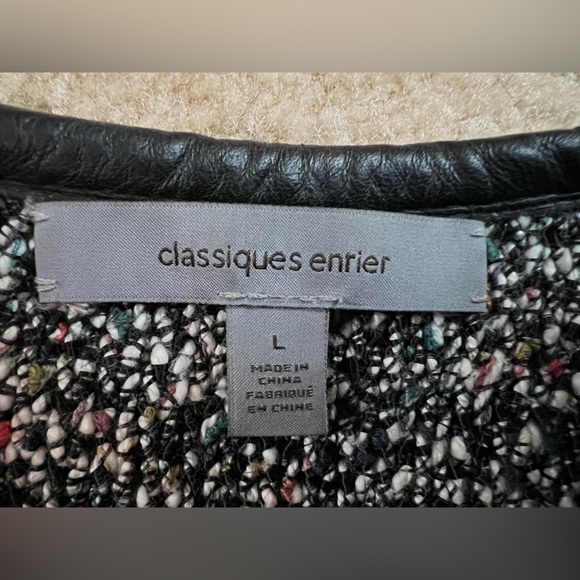 classiques enrier
L
MADE IN
CHINA
FABRIQUÉ
EN CHINE